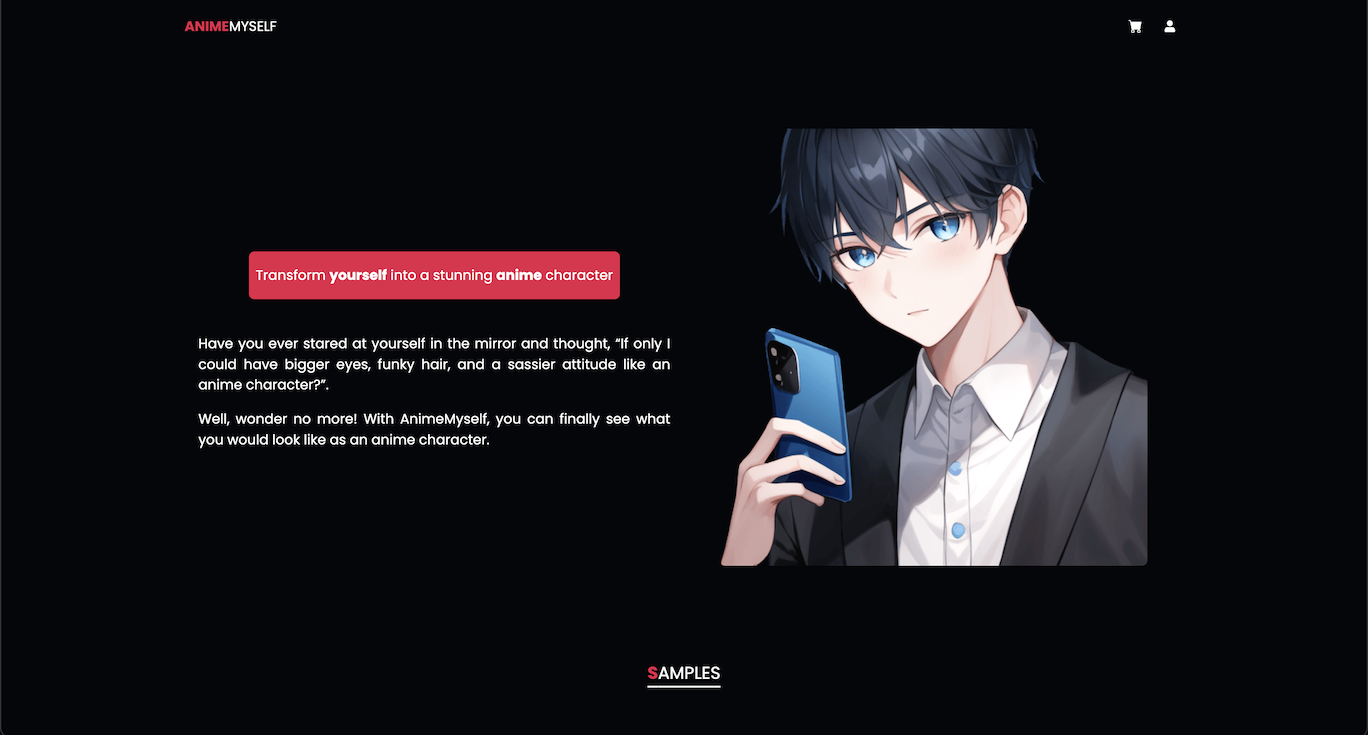 ANIMEMYSELF
Transform yourself into a stunning anime character
Have you ever stared at yourself in the mirror and thought, “If only I
could have bigger eyes, funky hair, and a sassier attitude like an
anime character?”.
Well, wonder no more! With AnimeMyself, you can finally see what
you would look like as an anime character.
SAMPLES